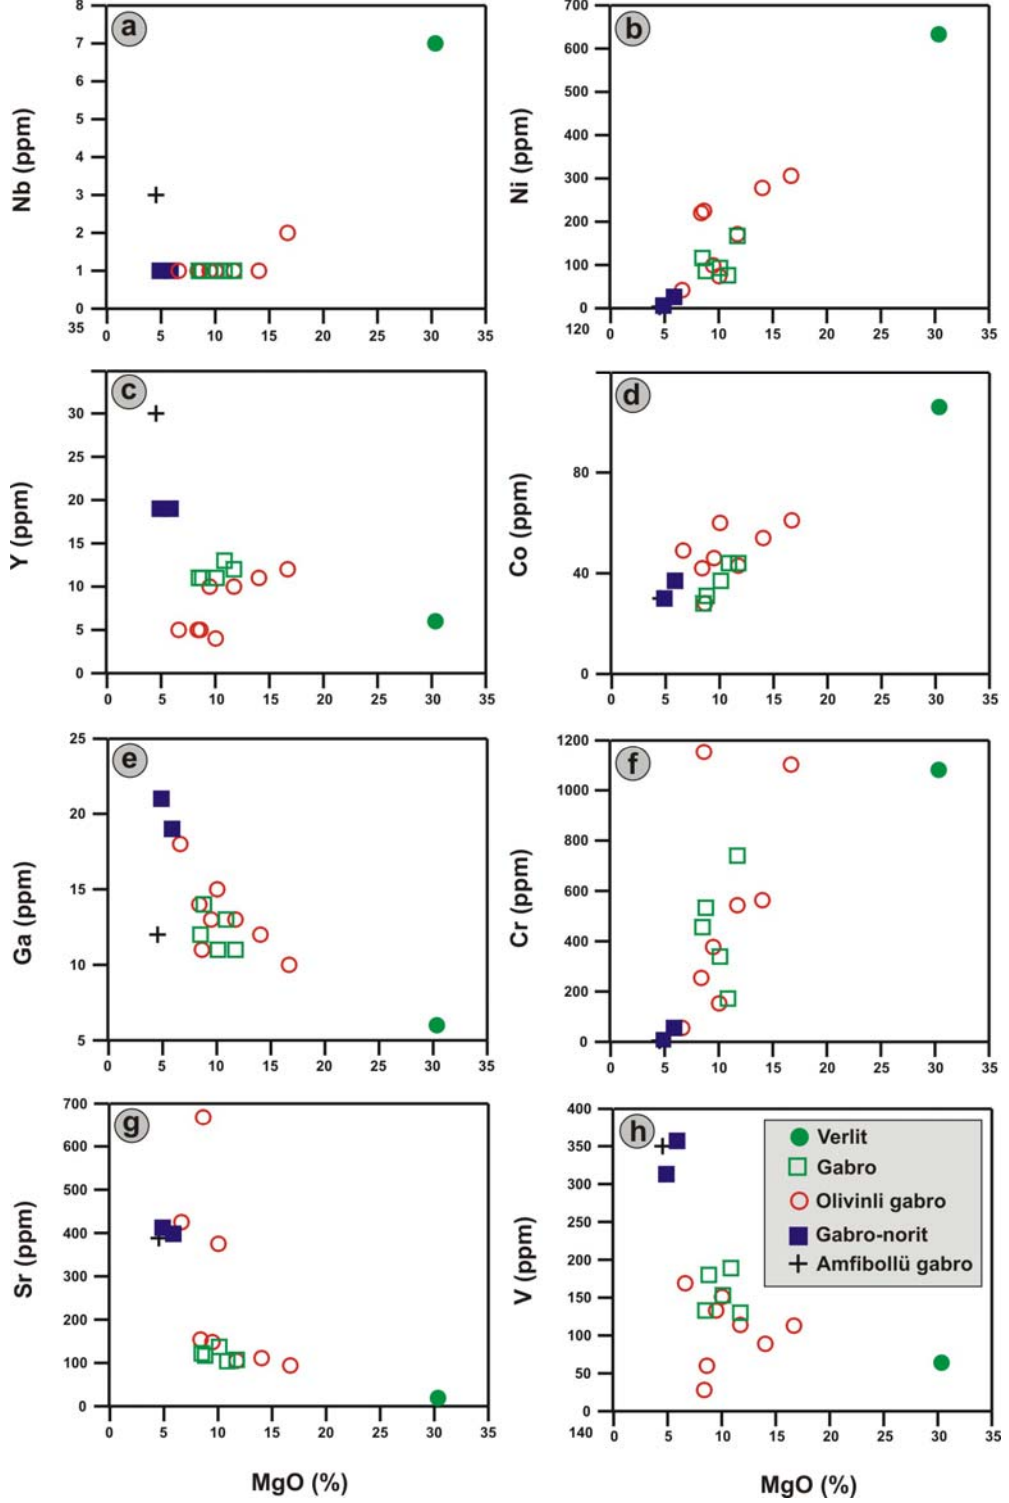 a
Nb (ppm)
8
7
6
5
4
3
2
1
0
35
0 5 10 15 20 25 30 35
b
Ni (ppm)
700
600
500
400
300
200
100
0
120
0 5 10 15 20 25 30 35
c
Y (ppm)
30
25
20
15
10
5
0
0 5 10 15 20 25 30 35
d
Co (ppm)
80
40
0
0 5 10 15 20 25 30 35
e
Ga (ppm)
25
20
15
10
5
0 5 10 15 20 25 30 35
f
Cr (ppm)
1200
1000
800
600
400
200
0
0 5 10 15 20 25 30 35
g
Sr (ppm)
700
600
500
400
300
200
100
0
0 5 10 15 20 25 30 35
MgO (%)
h
V (ppm)
400
350
300
250
200
150
100
50
0
140
0 5 10 15 20 25 30 35
MgO (%)
Verlit
Gabro
Olivinli gabro
Gabro-norit
Amfibollü gabro